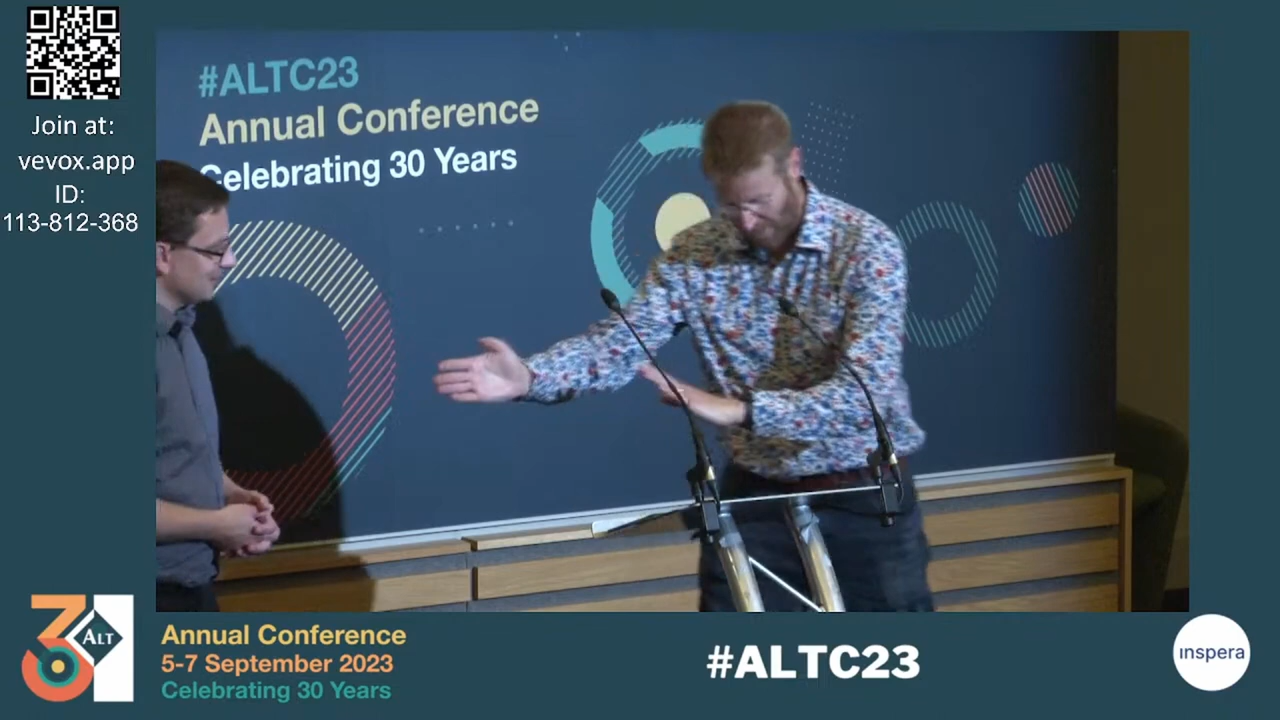 Join at:
vevox.app
ID:
113-812-368
#ALTC23
Annual Conference
Celebrating 30 Years
ALT
Annual Conference
5-7 September 2023
Celebrating 30 Years
#ALTC23
inspera